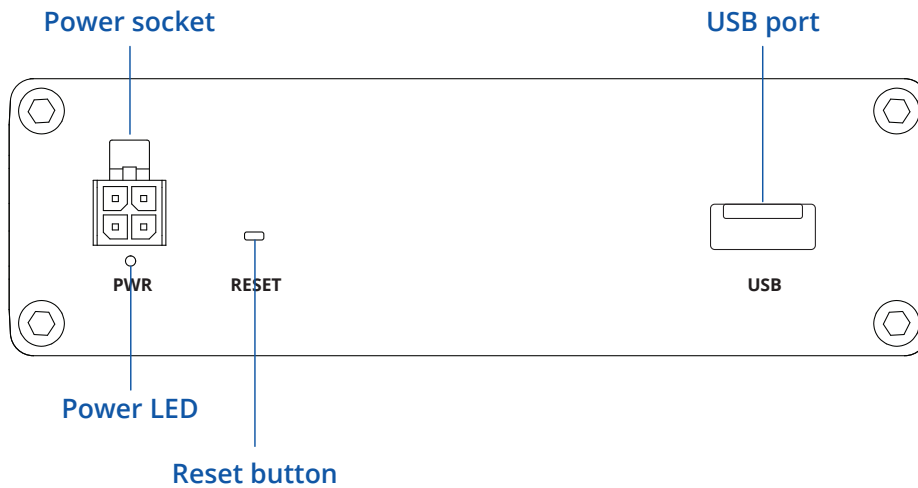 Power socket
USB port
PWR
RESET
USB
Power LED
Reset button